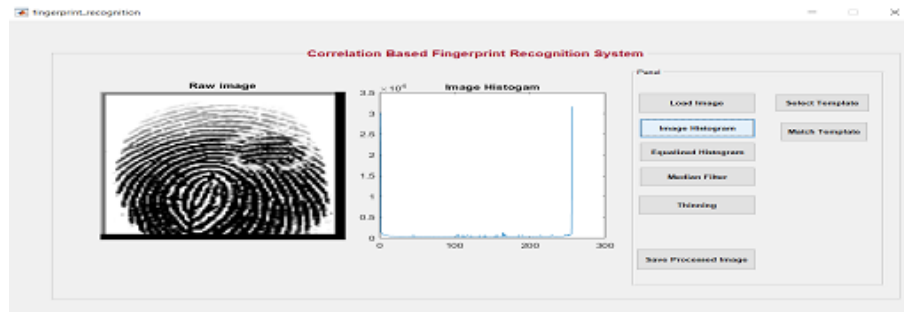 fingerprint_recognition
Correlation Based Fingerprint Recognition System
Raw image
Image Histogam
Panel
3.5
3
2.5
2
1.5
1
0.5
0
0 100 200 300
Load Image
Select Template
Image Histogram
Match Template
Equalized Histogram
Median Filter
Thinning
Save Processed Image